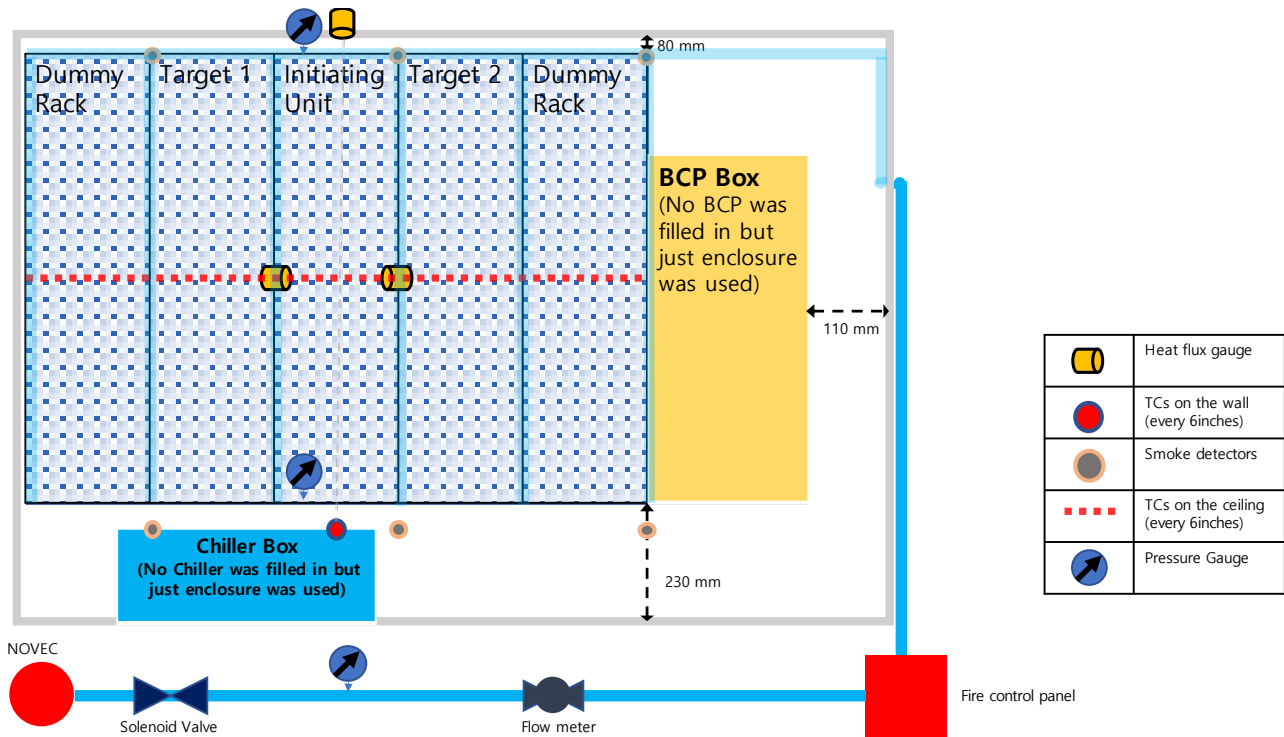 80 mm
Dummy
Rack
Target 1
Initiating
Unit
Target 2
Dummy
Rack
BCP Box
(No BCP was
filled in but
just enclosure
was used)
110 mm
Heat flux gauge
TCs on the wall
(every 6inches)
Smoke detectors
TCs on the ceiling
(every 6inches)
Pressure Gauge
Chiller Box
(No Chiller was filled in but
just enclosure was used)
230 mm
NOVEC
Solenoid Valve
Flow meter
Fire control panel